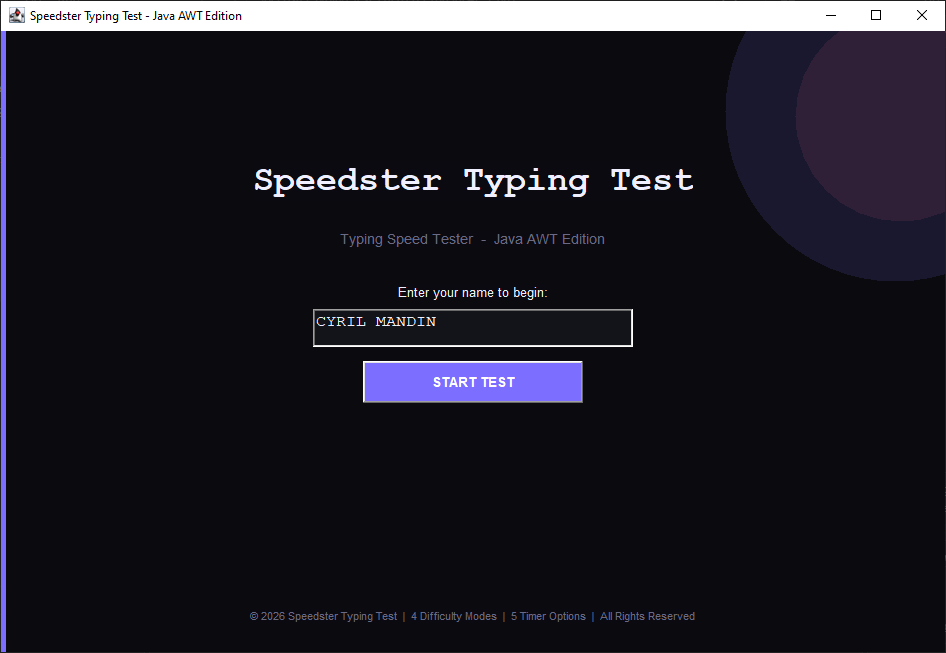 Speedster Typing Test - Java AWT Edition
Speedster Typing Test
Typing Speed Tester - Java AWT Edition
Enter your name to begin:
CYRIL MANDIN
START TEST
© 2026 Speedster Typing Test | 4 Difficulty Modes | 5 Timer Options | All Rights Reserved